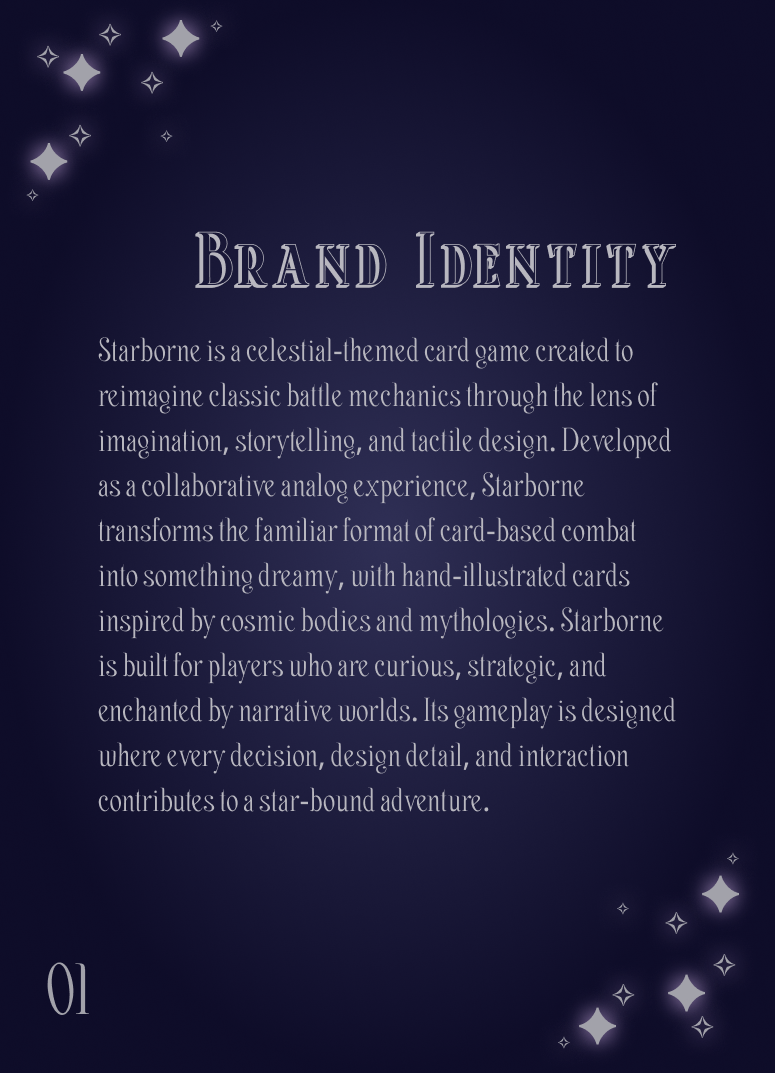 Brand Identity
Starborne is a celestial-themed card game created to
reimagine classic battle mechanics through the lens of
imagination, storytelling, and tactile design. Developed
as a collaborative analog experience, Starborne
transforms the familiar format of card-based combat
into something dreamy, with hand-illustrated cards
inspired by cosmic bodies and mythologies. Starborne
is built for players who are curious, strategic, and
enchanted by narrative worlds. Its gameplay is designed
where every decision, design detail, and interaction
contributes to a star-bound adventure.
01